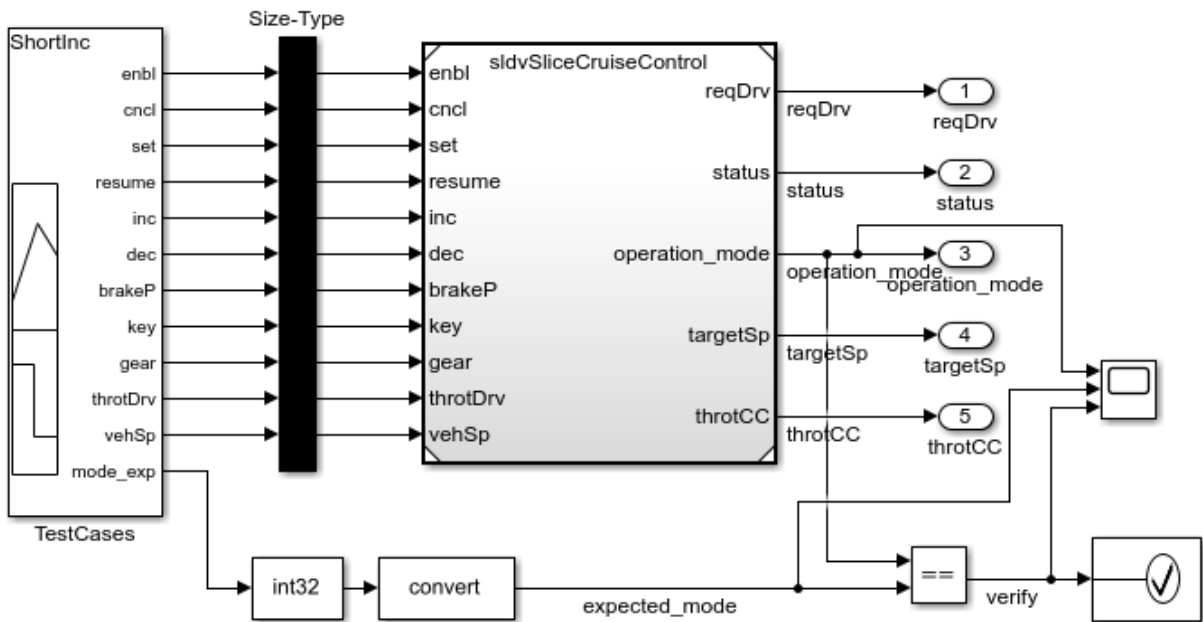 Size-Type
ShortInc
enbl
cncl
set
resume
inc
dec
brakeP
key
gear
throtDrv
vehSp
mode_exp
TestCases
sldvSliceCruiseControl
enbl
cncl
set
resume
inc
dec
brakeP
key
gear
throtDrv
vehSp
reqDrv
status
operation_mode
targetSp
throtCC
reqDrv
status
operation_mode
targetSp
throtCC
1
reqDrv
2
status
3
operation_mode
4
targetSp
5
throtCC
int32
convert
expected_mode
==
verify